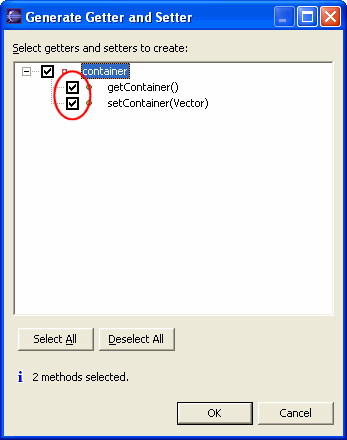 Generate Getter and Setter
Select getters and setters to create:
container
getContainer()
setContainer(Vector)
Select All
Deselect All
2 methods selected.
OK
Cancel